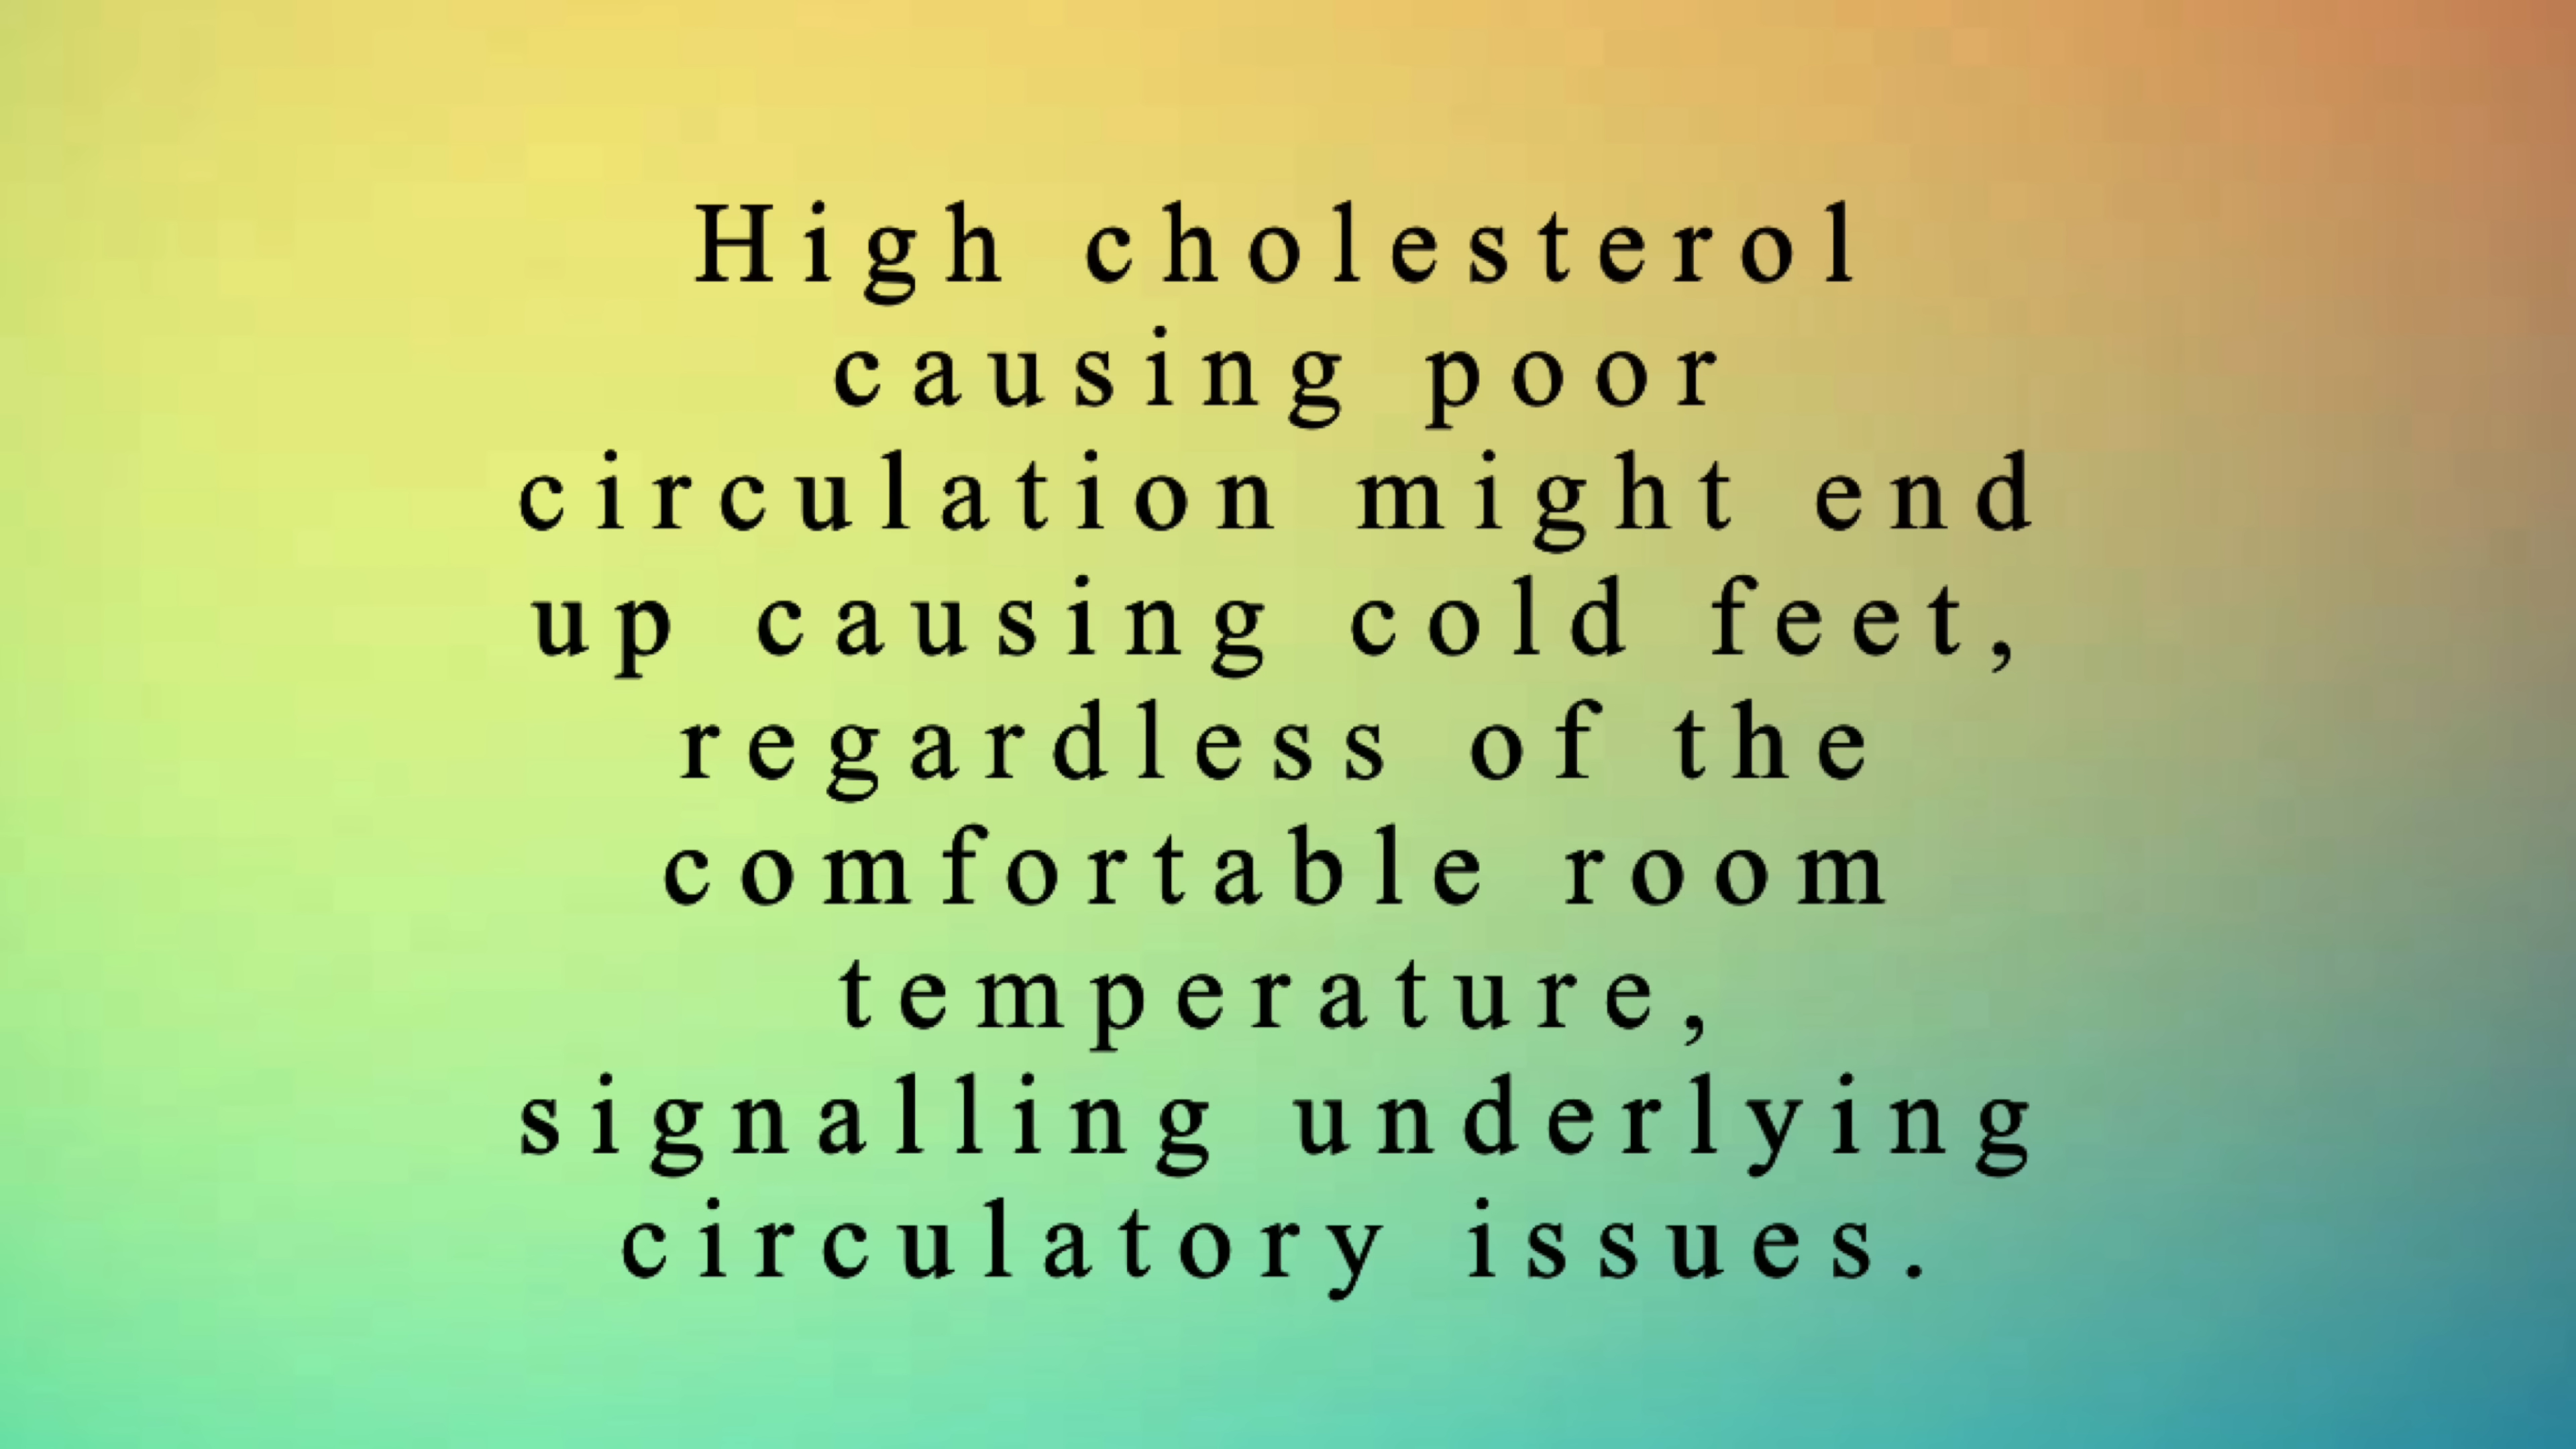 High cholesterol
causing poor
circulation might end
up causing cold feet,
regardless of the
comfortable room
temperature,
signalling underlying
circulatory issues.